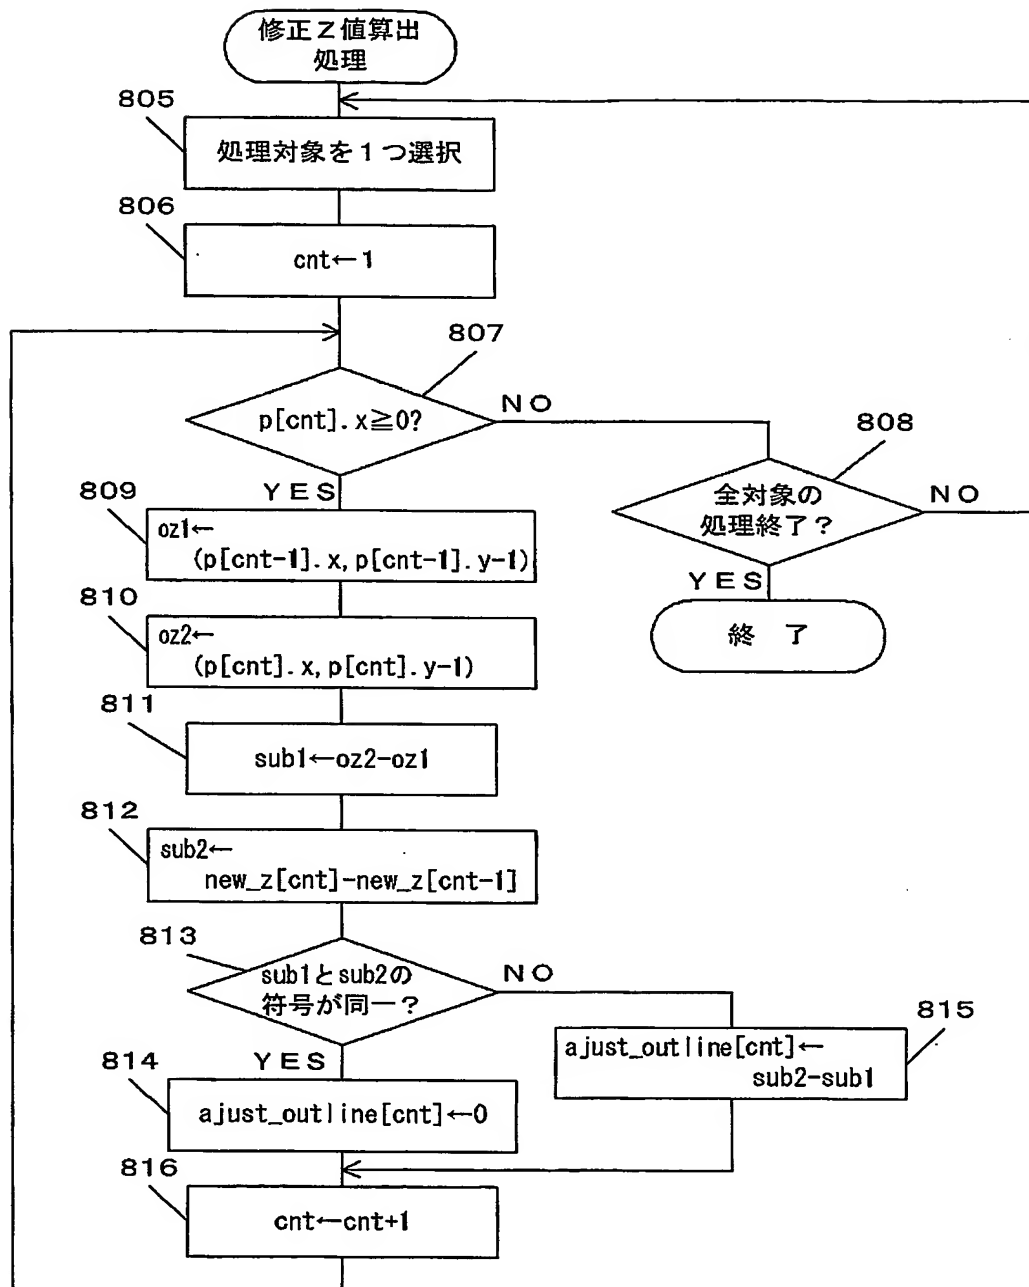 修正Z値算出
処理
805
処理対象を1つ選択
806
cnt←1
807
p[cnt].x≧0?
NO
808
全対象の
処理終了?
NO
YES
終 了
YES
809
oz1←
(p[cnt-1].x,p[cnt-1].y-1)
810
oz2←
(p[cnt].x,p[cnt].y-1)
811
sub1←oz2-oz1
812
sub2←
new_z[cnt]-new_z[cnt-1]
813
sub1とsub2の
符号が同一?
NO
815
ajust_outline[cnt]←
sub2-sub1
YES
814
ajust_outline[cnt]←0
816
cnt←cnt+1